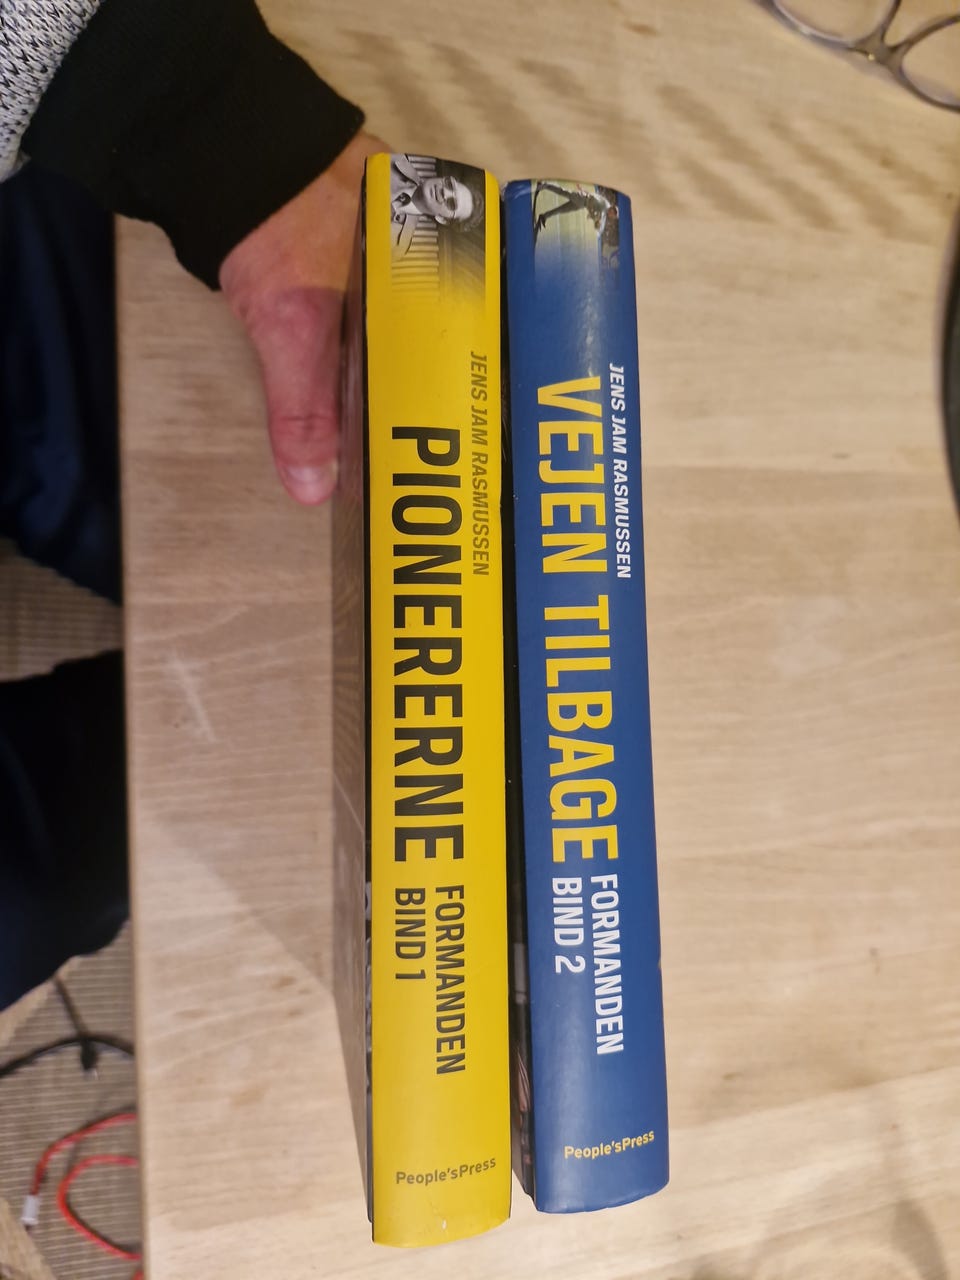 JENS JAM RASMUSSEN
PIONERERNE
FORMANDEN
BIND 1
People'sPress
JENS JAM RASMUSSEN
VEJEN TILBAGE
FORMANDEN
BIND 2
People'sPress